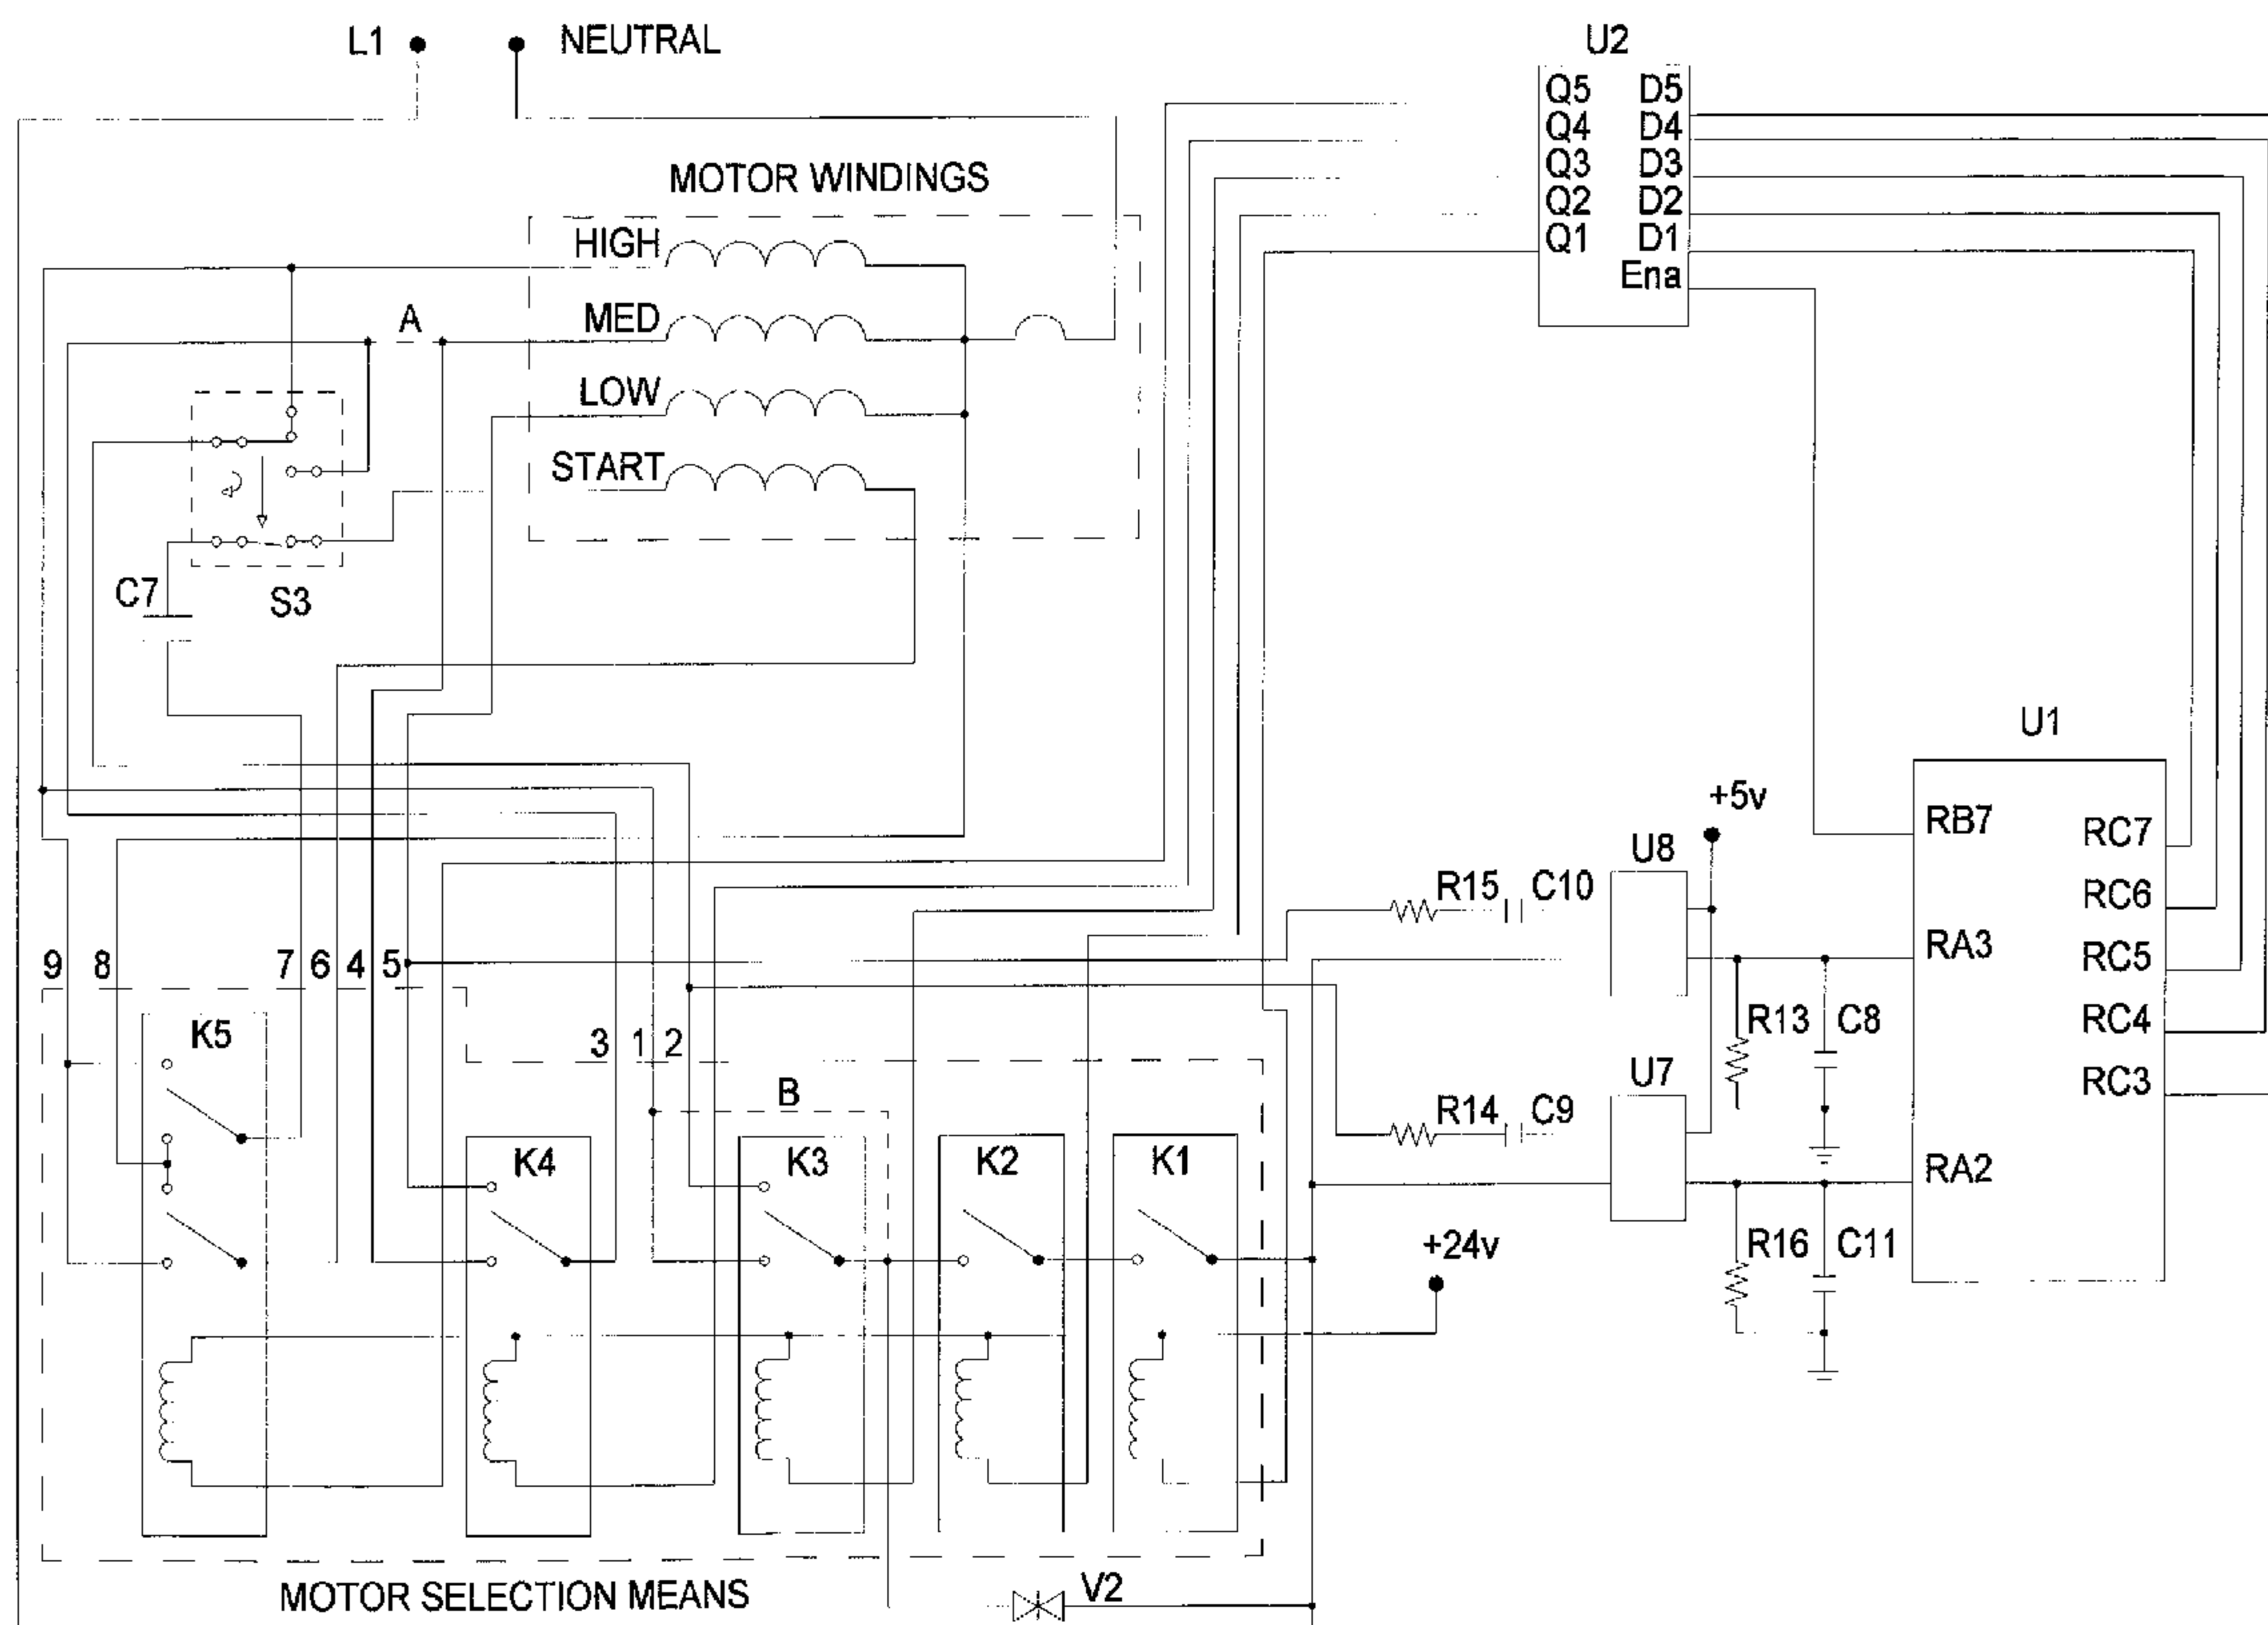 L1 NEUTRAL
U2
Q5 D5
Q4 D4
Q3 D3
Q2 D2
Q1 D1
Ena
MOTOR WINDINGS
HIGH
MED
LOW
START
A
C7
S3
U1
+5v
RB7
RC7
U8
RC6
R15 C10
RA3
RC5
9 8 7 6 4 5
R13 C8
RC4
K5
3 1 2
U7
RC3
B
R14 C9
K4 K3 K2 K1
RA2
+24v
R16 C11
MOTOR SELECTION MEANS
V2